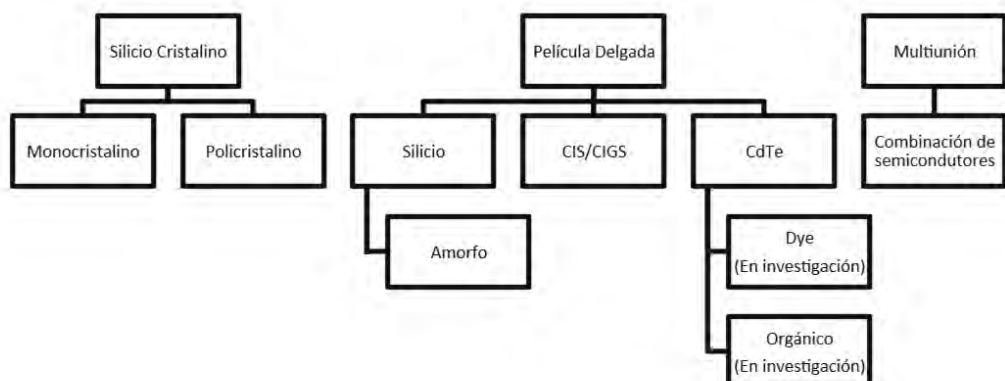 Silicio Cristalino
Película Delgada
Multiunión
Monocristalino
Policristalino
Silicio
CIS/CIGS
CdTe
Combinación de
semicondutores
Amorfo
Dye
(En investigación)
Orgánico
(En investigación)